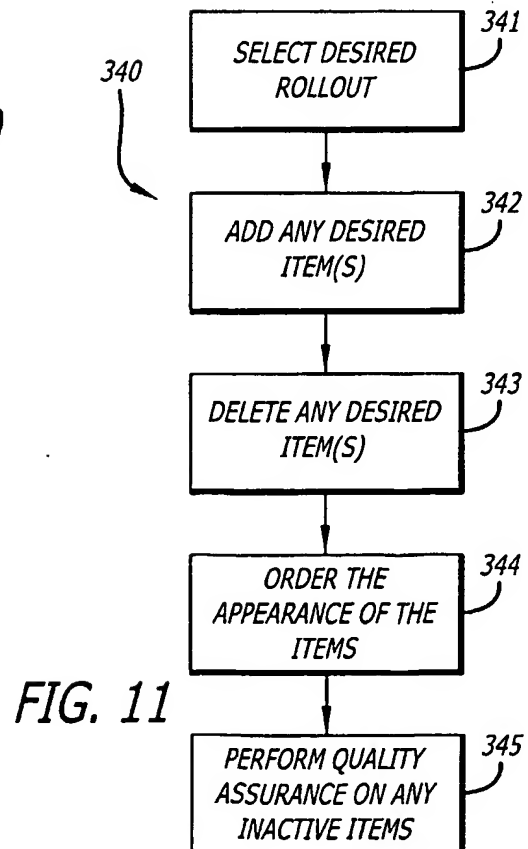 340
SELECT DESIRED
ROLLOUT
341
ADD ANY DESIRED
ITEM(S)
342
DELETE ANY DESIRED
ITEM(S)
343
ORDER THE
APPEARANCE OF THE
ITEMS
344
FIG. 11
PERFORM QUALITY
ASSURANCE ON ANY
INACTIVE ITEMS
345